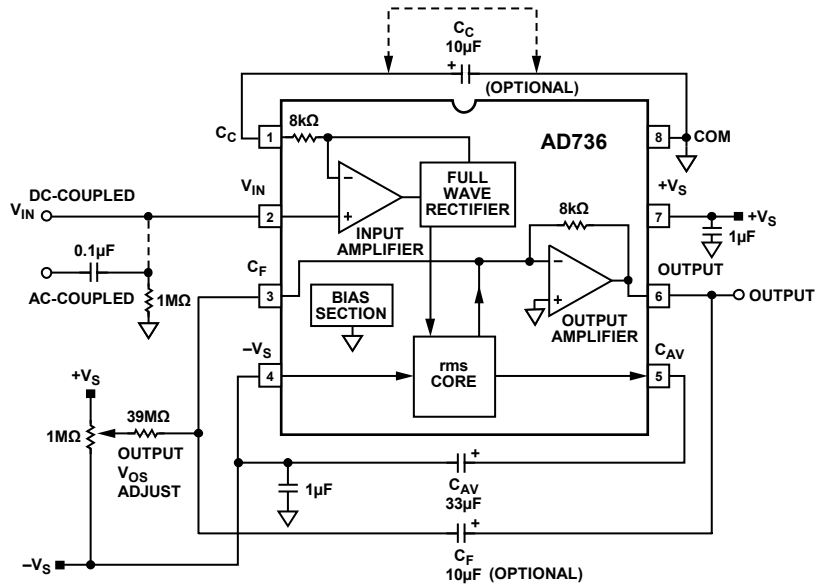 C_C
10µF
+
(OPTIONAL)
8kΩ
C_C
1
8
COM
AD736
FULL
WAVE
RECTIFIER
−
+
INPUT
AMPLIFIER
V_IN
2
DC-COUPLED
V_IN
0.1µF
AC-COUPLED
1MΩ
+V_S
7
+V_S
1µF
8kΩ
C_F
3
BIAS
SECTION
−
+
OUTPUT
AMPLIFIER
OUTPUT
6
OUTPUT
−V_S
4
rms
CORE
C_AV
5
+V_S
1MΩ
39MΩ
OUTPUT
V_OS
ADJUST
1µF
+
C_AV
33µF
+
C_F
10µF (OPTIONAL)
−V_S